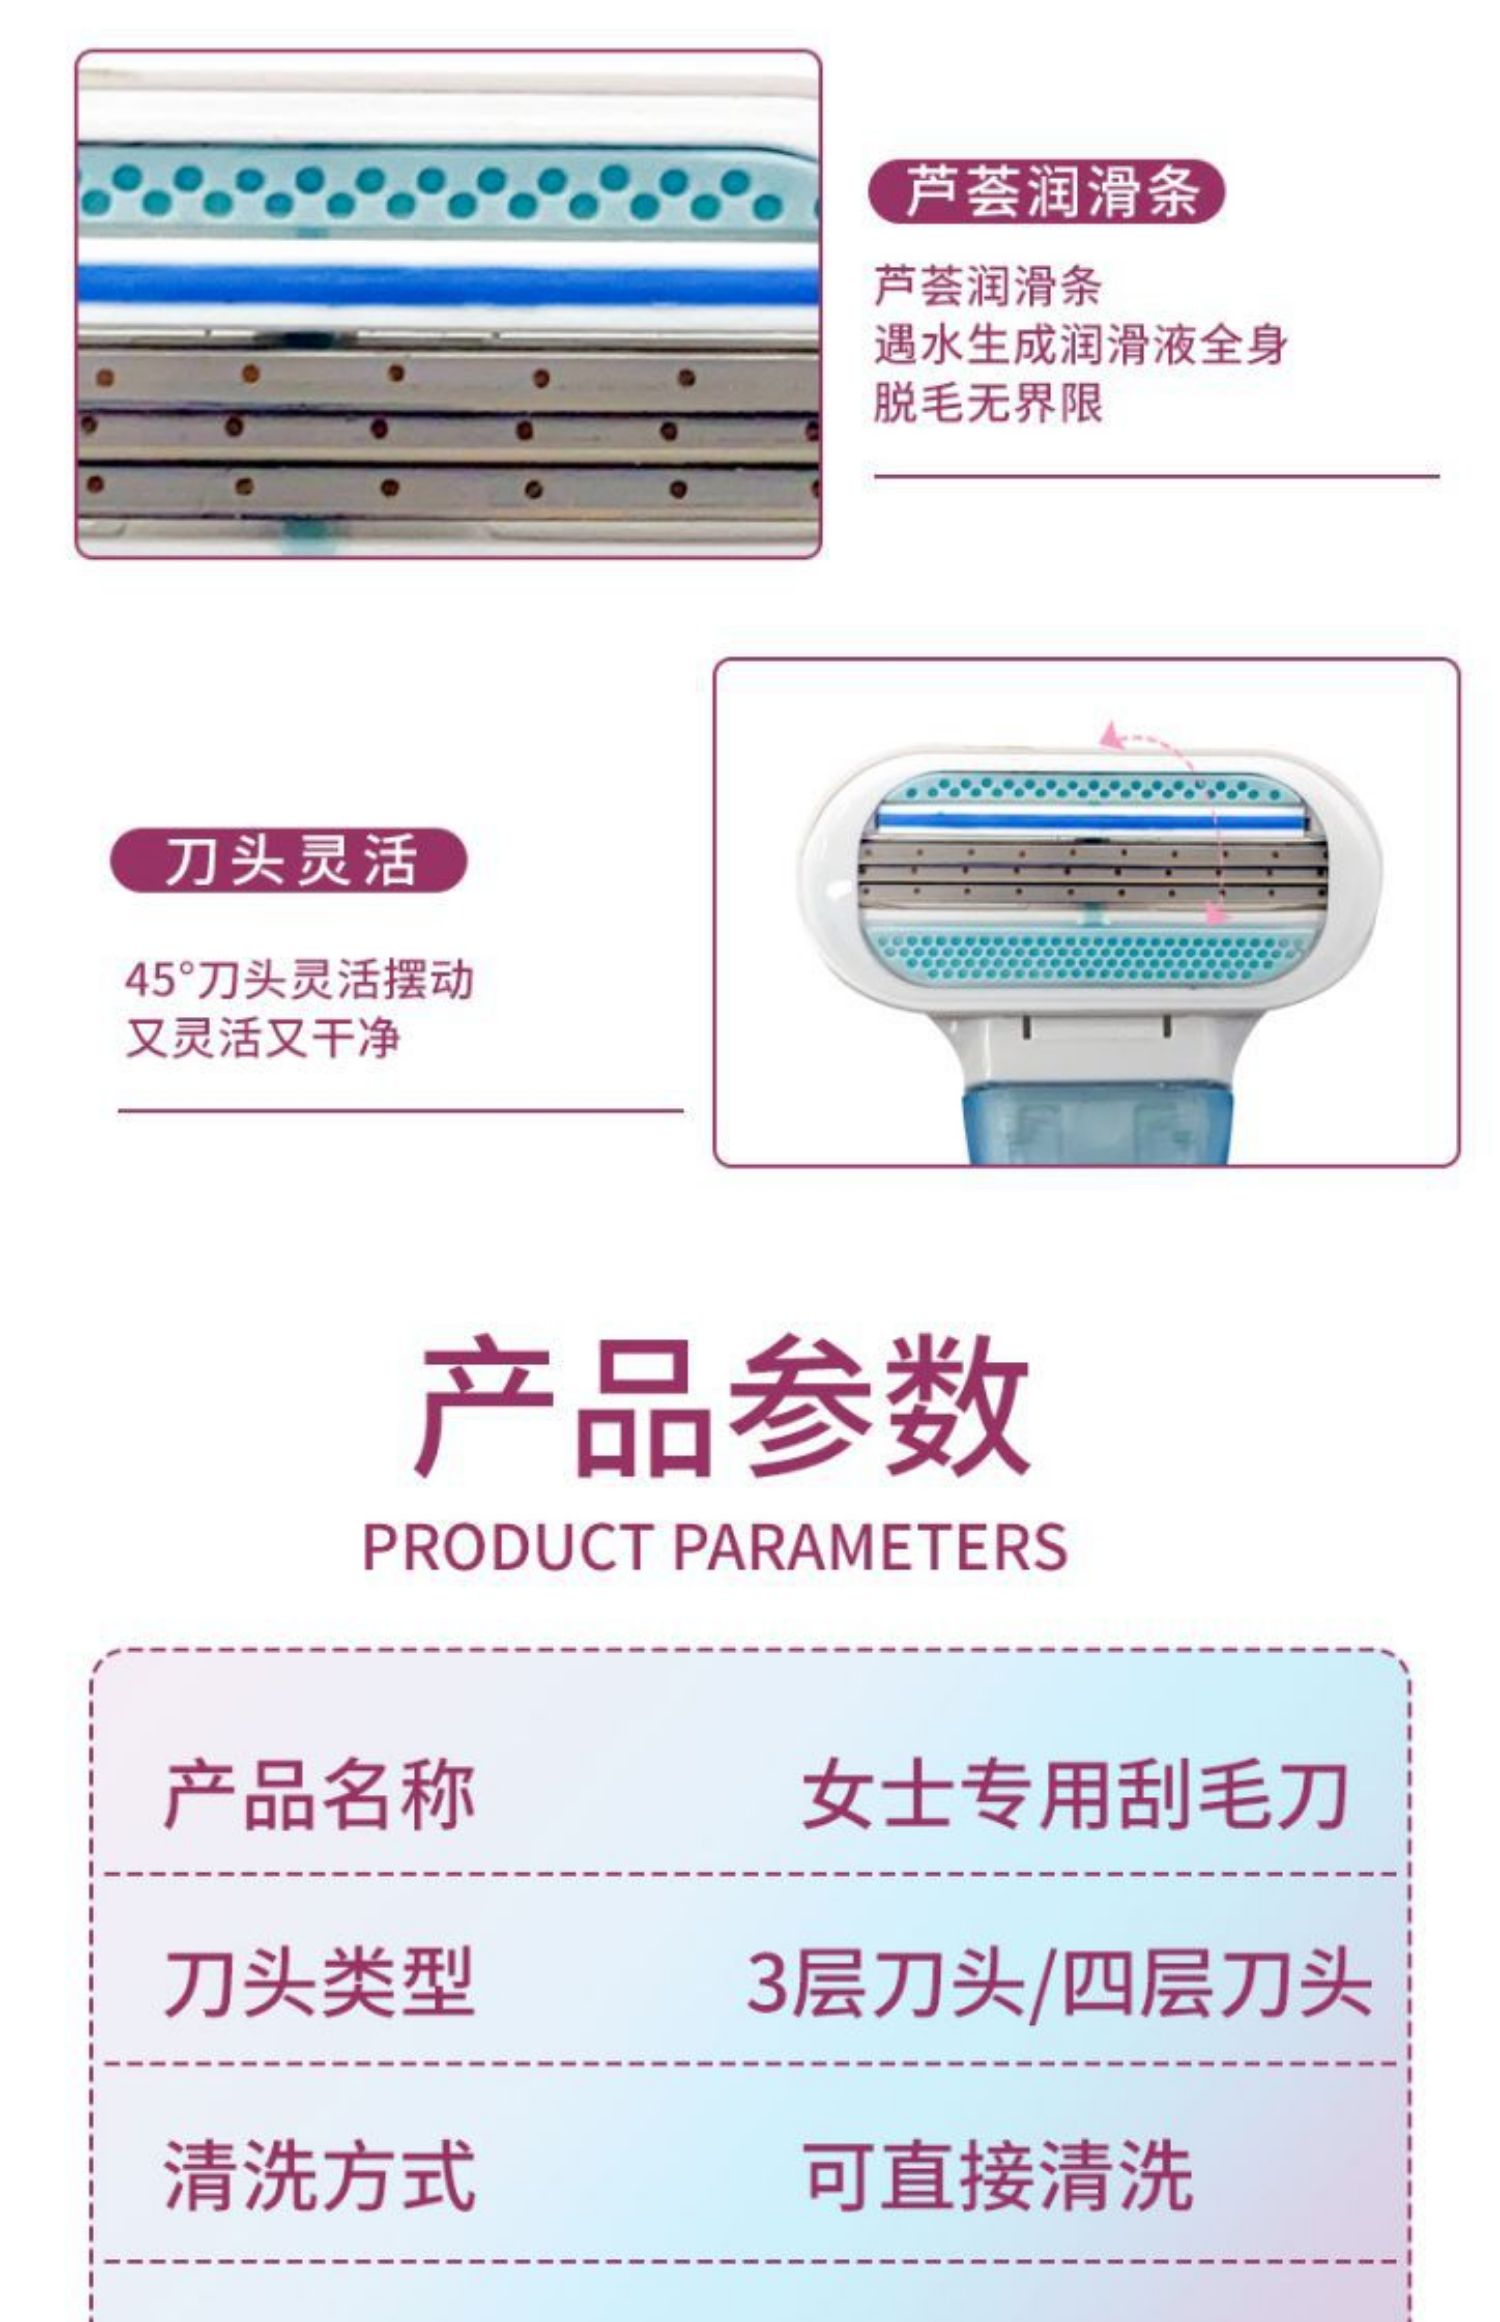 芦荟润滑条
芦荟润滑条
遇水生成润滑液全身
脱毛无界限
刀头灵活
45°刀头灵活摆动
又灵活又干净
产品参数
PRODUCT PARAMETERS
产品名称 女士专用刮毛刀
刀头类型 3层刀头/四层刀头
清洗方式 可直接清洗